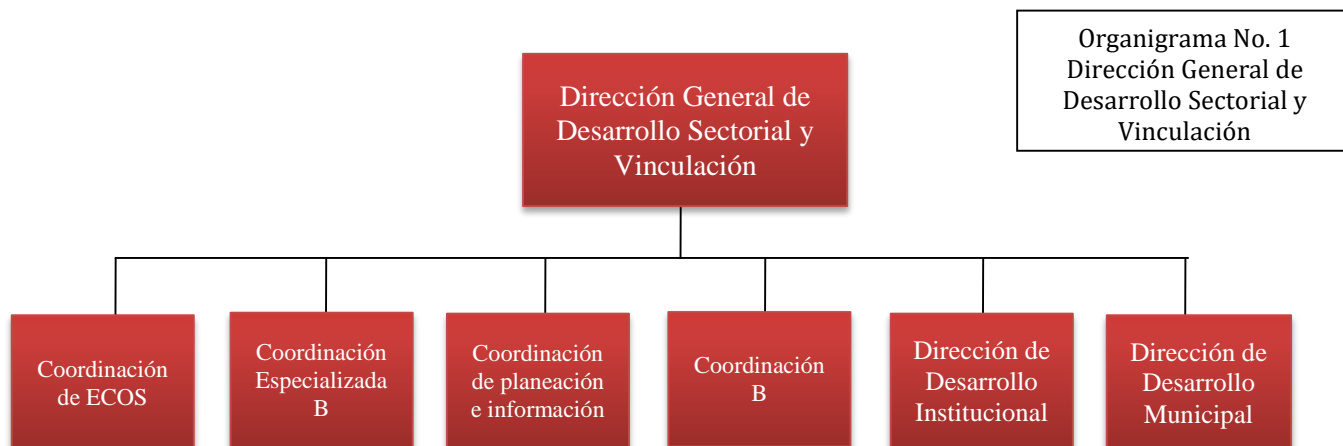 Organigrama No. 1
Dirección General de
Desarrollo Sectorial y
Vinculación
Dirección General de
Desarrollo Sectorial y
Vinculación
Coordinación
de ECOS
Coordinación
Especializada
B
Coordinación
de planeación
e información
Coordinación
B
Dirección de
Desarrollo
Institucional
Dirección de
Desarrollo
Municipal